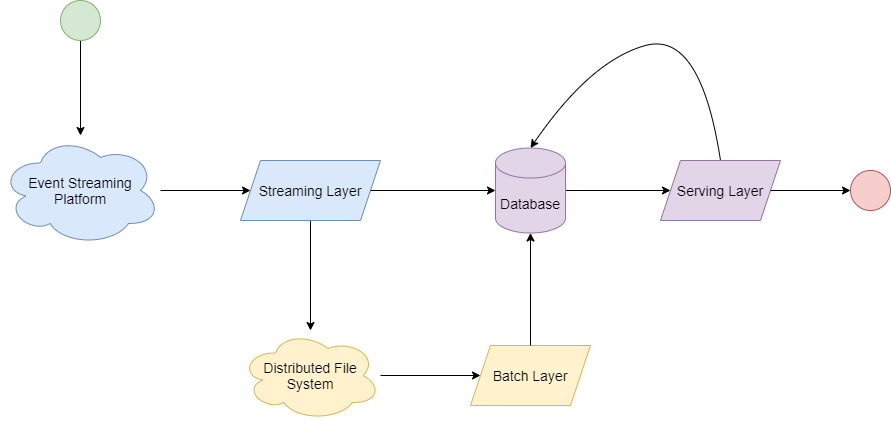 Event Streaming
Platform
Streaming Layer
Database
Serving Layer
Distributed File
System
Batch Layer